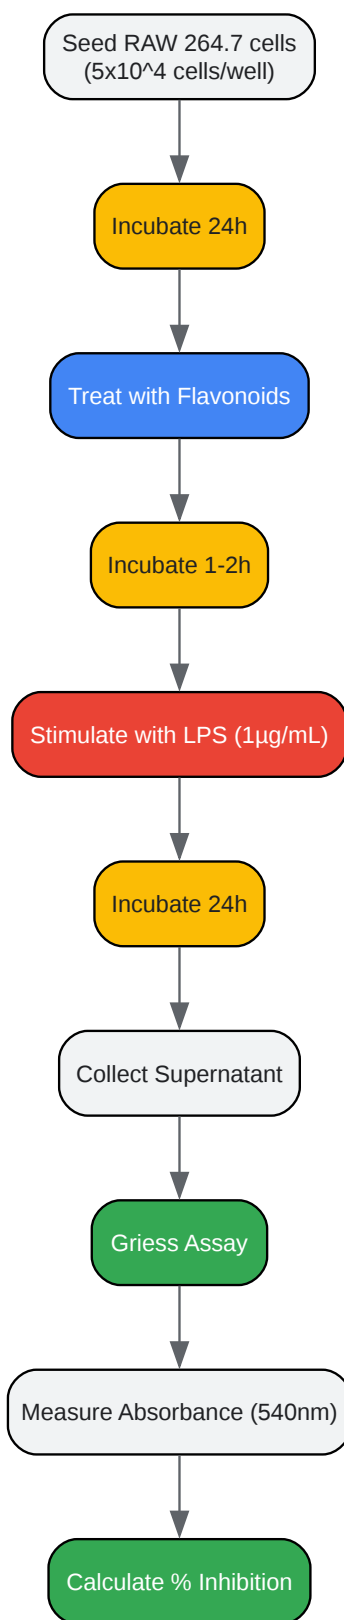 Seed RAW 264.7 cells
(5x10^4 cells/well)
Incubate 24h
Treat with Flavonoids
Incubate 1-2h
Stimulate with LPS (1µg/mL)
Incubate 24h
Collect Supernatant
Griess Assay
Measure Absorbance (540nm)
Calculate % Inhibition